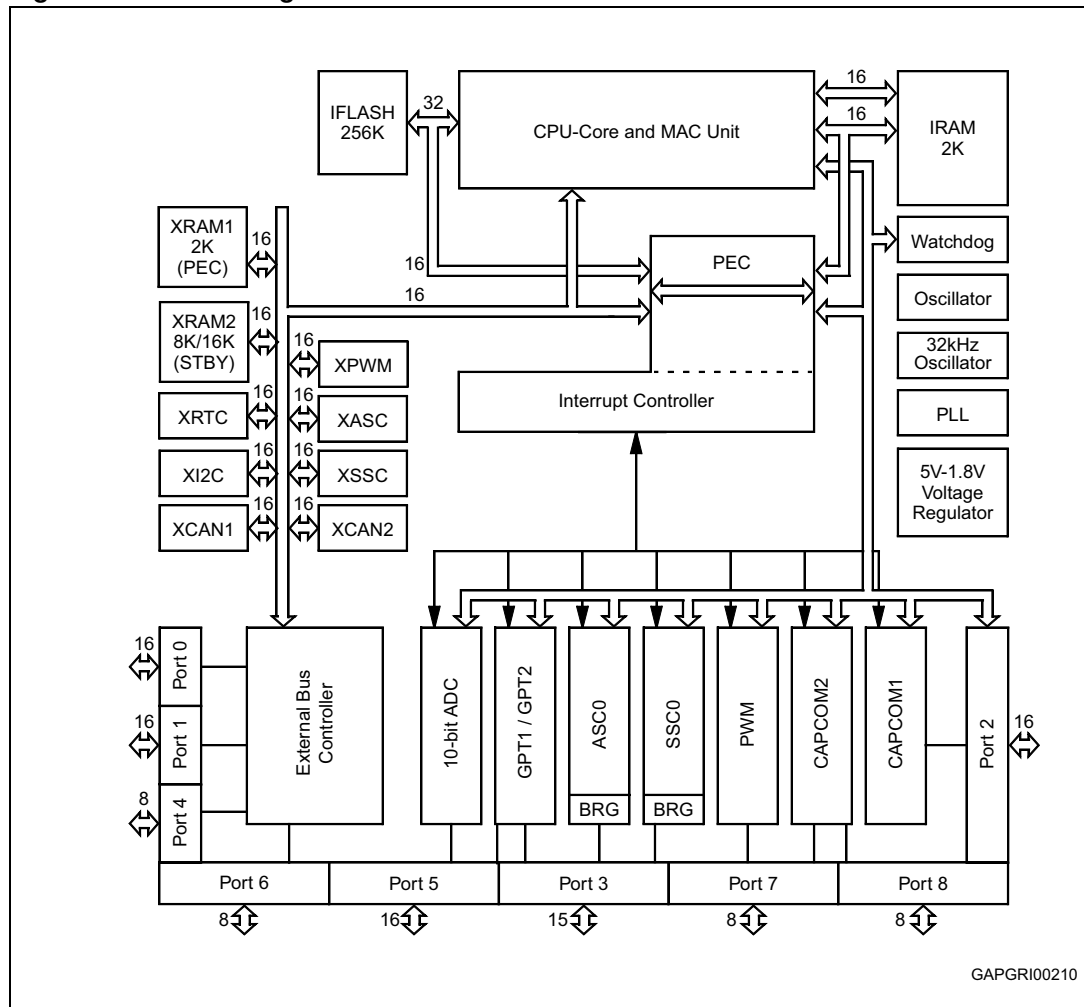 16
32
IFLASH
256K
CPU-Core and MAC Unit
16
IRAM
2K
XRAM1
2K
(PEC)
16
16
PEC
Watchdog
16
Oscillator
XRAM2
8K/16K
(STBY)
16
32kHz
Oscillator
16
XPWM
XRTC
16
16
XASC
Interrupt Controller
PLL
XI2C
16
16
XSSC
5V-1.8V
Voltage
Regulator
XCAN1
16
16
XCAN2
16
Port 0
16
Port 1
8
Port 4
External Bus
Controller
10-bit ADC
GPT1 / GPT2
ASC0
BRG
SSC0
BRG
PWM
CAPCOM2
CAPCOM1
Port 2
16
Port 6
Port 5
Port 3
Port 7
Port 8
8
16
15
8
8
GAPGRI00210